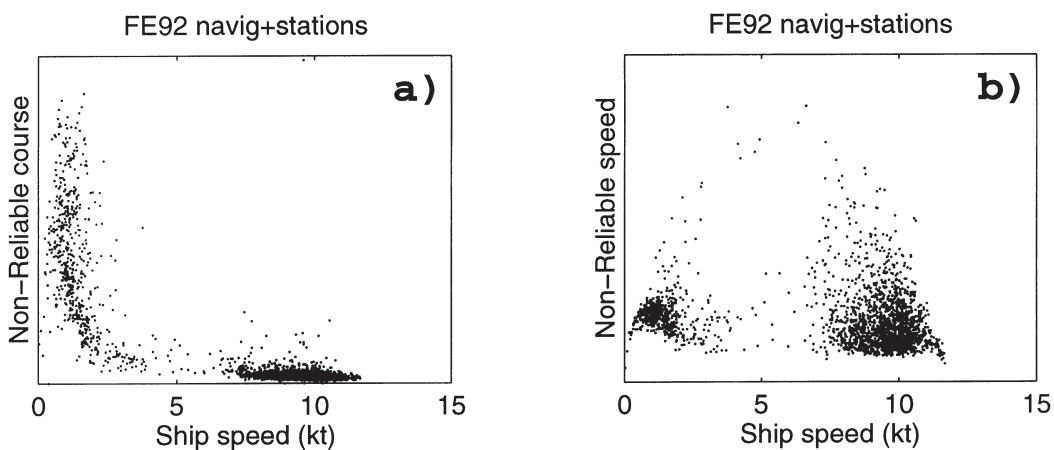 FE92 navig+stations
a)
Non−Reliable course
0 5 10 15
Ship speed (kt)
FE92 navig+stations
b)
Non−Reliable speed
0 5 10 15
Ship speed (kt)